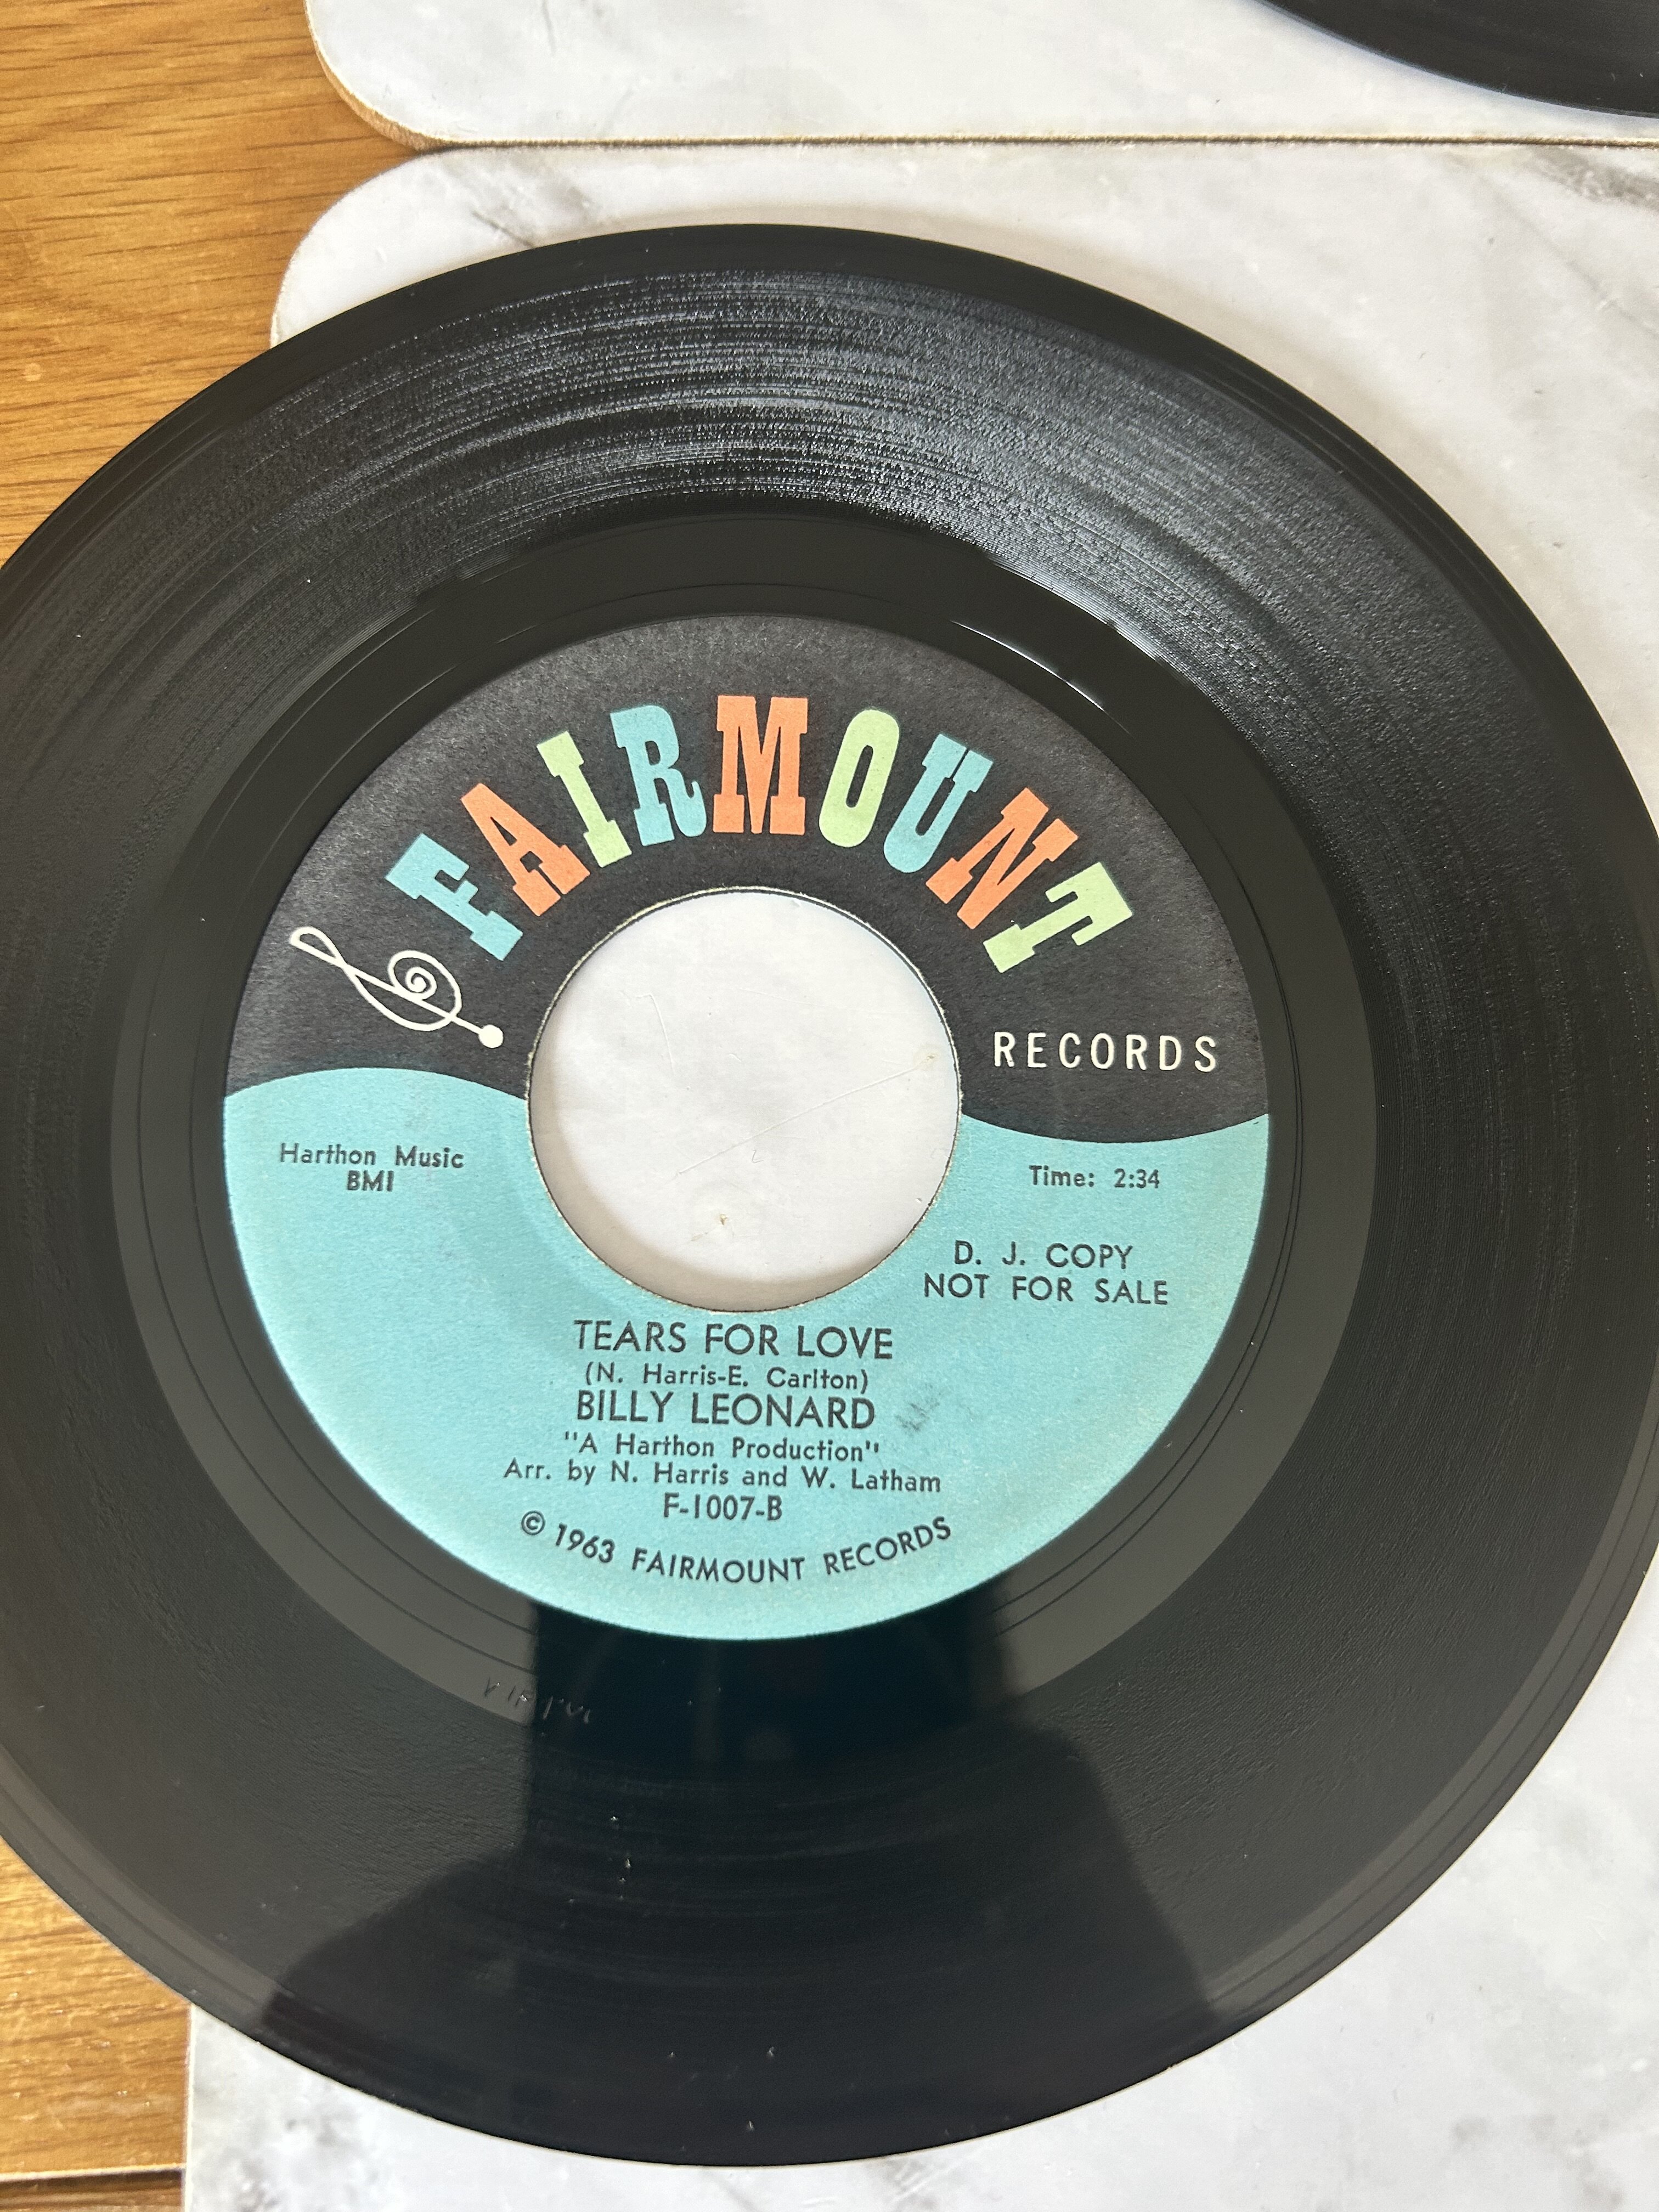 FAIRMOUNT
RECORDS
Harthon Music
BMI
Time: 2:34
D. J. COPY
NOT FOR SALE
TEARS FOR LOVE
(N. Harris-E. Carlton)
BILLY LEONARD
"A Harthon Production"
Arr. by N. Harris and W. Latham
F-1007-B
© 1963 FAIRMOUNT RECORDS